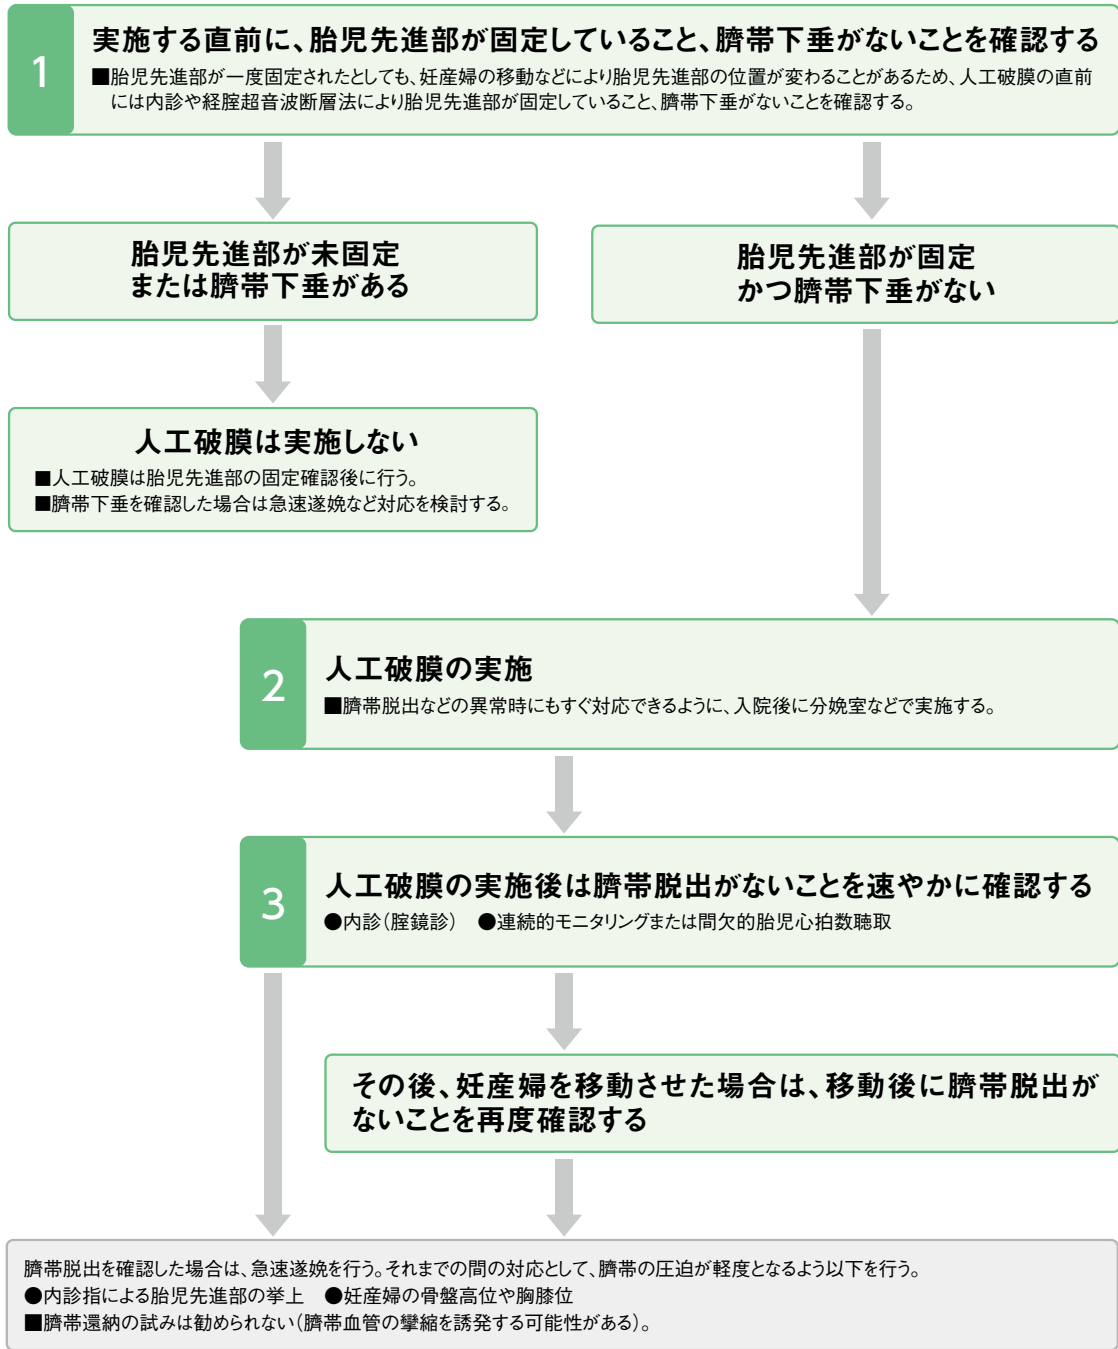 1
実施する直前に、胎児先進部が固定していること、臍帯下垂がないことを確認する
■胎児先進部が一度固定されたとしても、妊産婦の移動などにより胎児先進部の位置が変わることがあるため、人工破膜の直前
には内診や経腟超音波断層法により胎児先進部が固定していること、臍帯下垂がないことを確認する。
胎児先進部が未固定
または臍帯下垂がある
胎児先進部が固定
かつ臍帯下垂がない
人工破膜は実施しない
■人工破膜は胎児先進部の固定確認後に行う。
■臍帯下垂を確認した場合は急速遂娩など対応を検討する。
2
人工破膜の実施
■臍帯脱出などの異常時にもすぐ対応できるように、入院後に分娩室などで実施する。
3
人工破膜の実施後は臍帯脱出がないことを速やかに確認する
●内診（腟鏡診）　●連続的モニタリングまたは間欠的胎児心拍数聴取
その後、妊産婦を移動させた場合は、移動後に臍帯脱出が
ないことを再度確認する
臍帯脱出を確認した場合は、急速遂娩を行う。それまでの間の対応として、臍帯の圧迫が軽度となるよう以下を行う。
●内診指による胎児先進部の挙上　●妊産婦の骨盤高位や胸膝位
■臍帯還納の試みは勧められない（臍帯血管の攣縮を誘発する可能性がある）。